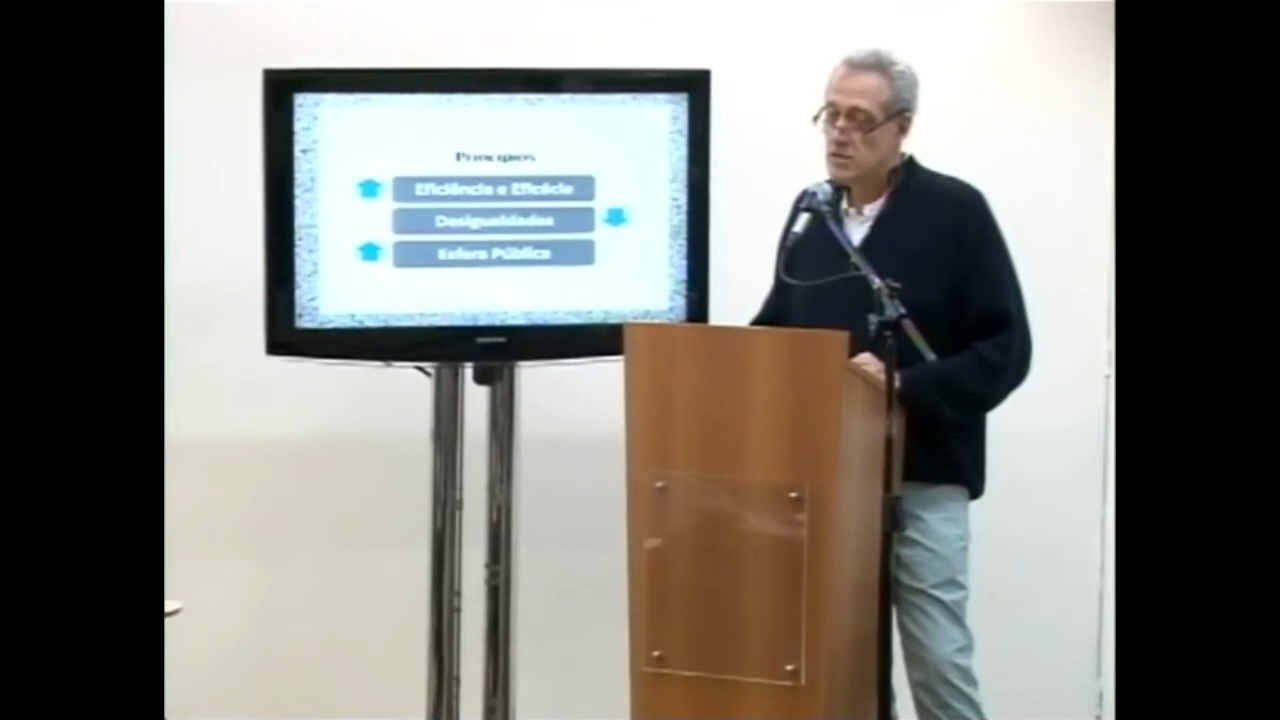 Princípios
Eficiência e Eficácia
Desigualdades
Esfera Pública